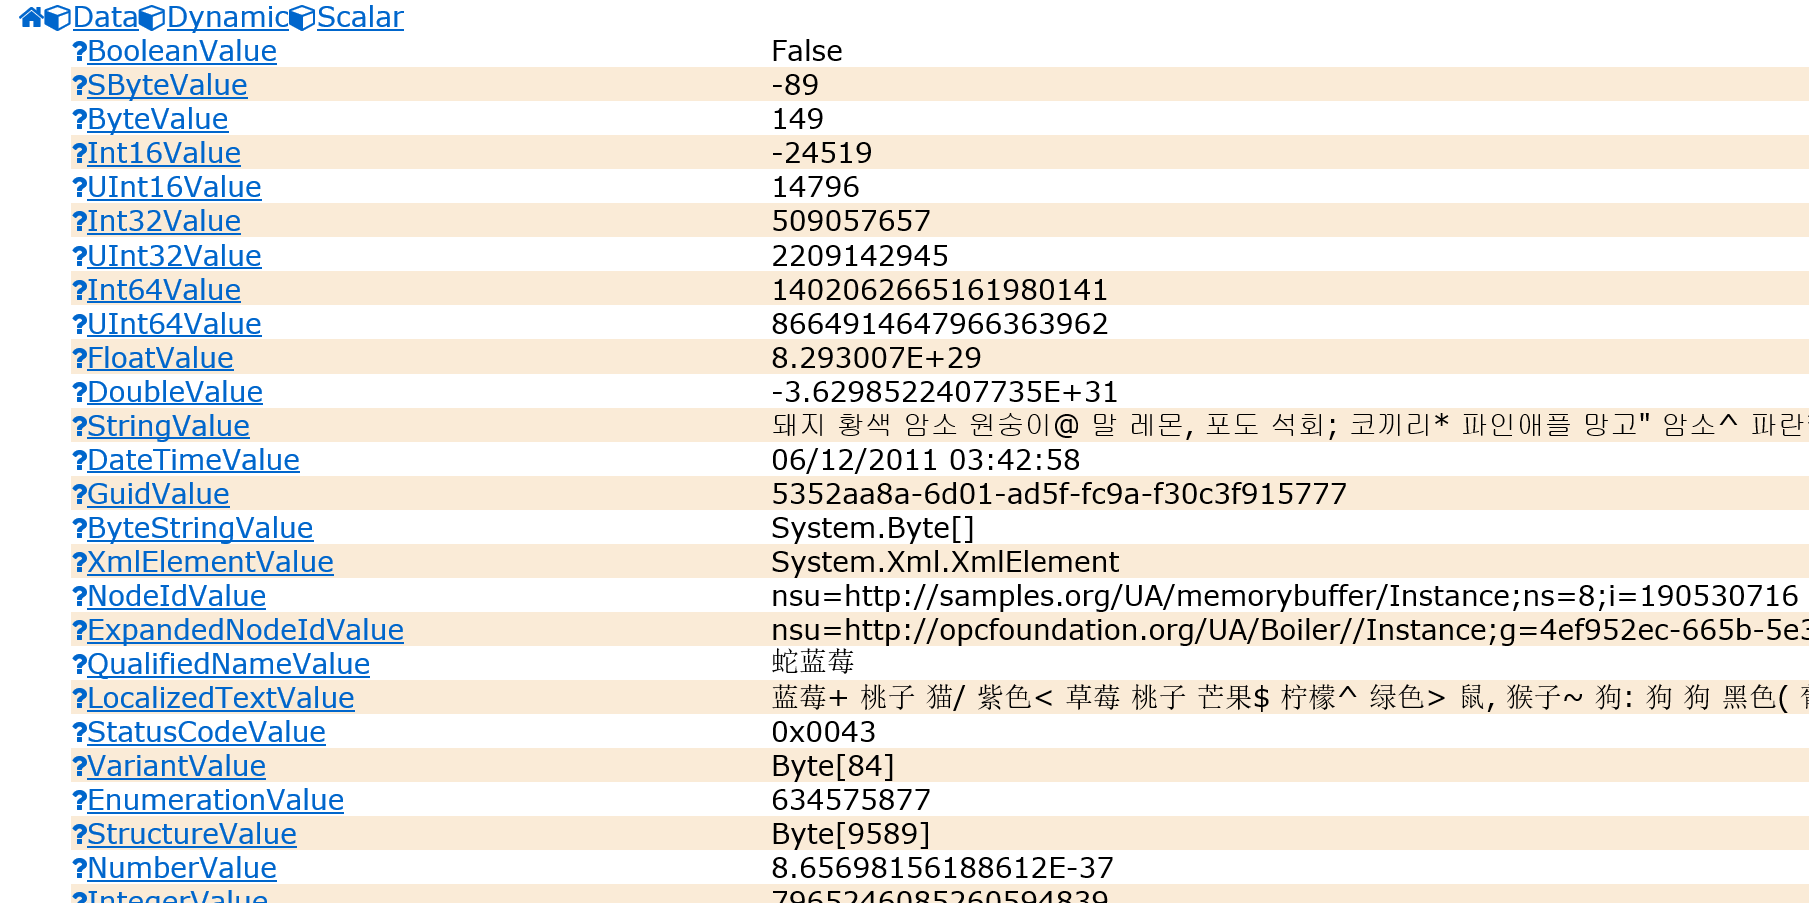 Data Dynamic Scalar
?BooleanValue False
?SByteValue -89
?ByteValue 149
?Int16Value -24519
?UInt16Value 14796
?Int32Value 509057657
?UInt32Value 2209142945
?Int64Value 1402062665161980141
?UInt64Value 8664914647966363962
?FloatValue 8.293007E+29
?DoubleValue -3.6298522407735E+31
?StringValue 돼지 황색 암소 원숭이@ 말 레몬, 포도 석회; 코끼리* 파인애플 망고" 암소^ 파란
?DateTimeValue 06/12/2011 03:42:58
?GuidValue 5352aa8a-6d01-ad5f-fc9a-f30c3f915777
?ByteStringValue System.Byte[]
?XmlElementValue System.Xml.XmlElement
?NodeIdValue nsu=http://samples.org/UA/memorybuffer/Instance;ns=8;i=190530716
?ExpandedNodeIdValue nsu=http://opcfoundation.org/UA/Boiler//Instance;g=4ef952ec-665b-5e3
?QualifiedNameValue 蛇蓝莓
?LocalizedTextValue 蓝莓+ 桃子 猫/ 紫色< 草莓 桃子 芒果$ 柠檬^ 绿色> 鼠, 猴子~ 狗: 狗 狗 黑色(
?StatusCodeValue 0x0043
?VariantValue Byte[84]
?EnumerationValue 634575877
?StructureValue Byte[9589]
?NumberValue 8.65698156188612E-37
?IntegerValue 7965246085260594839